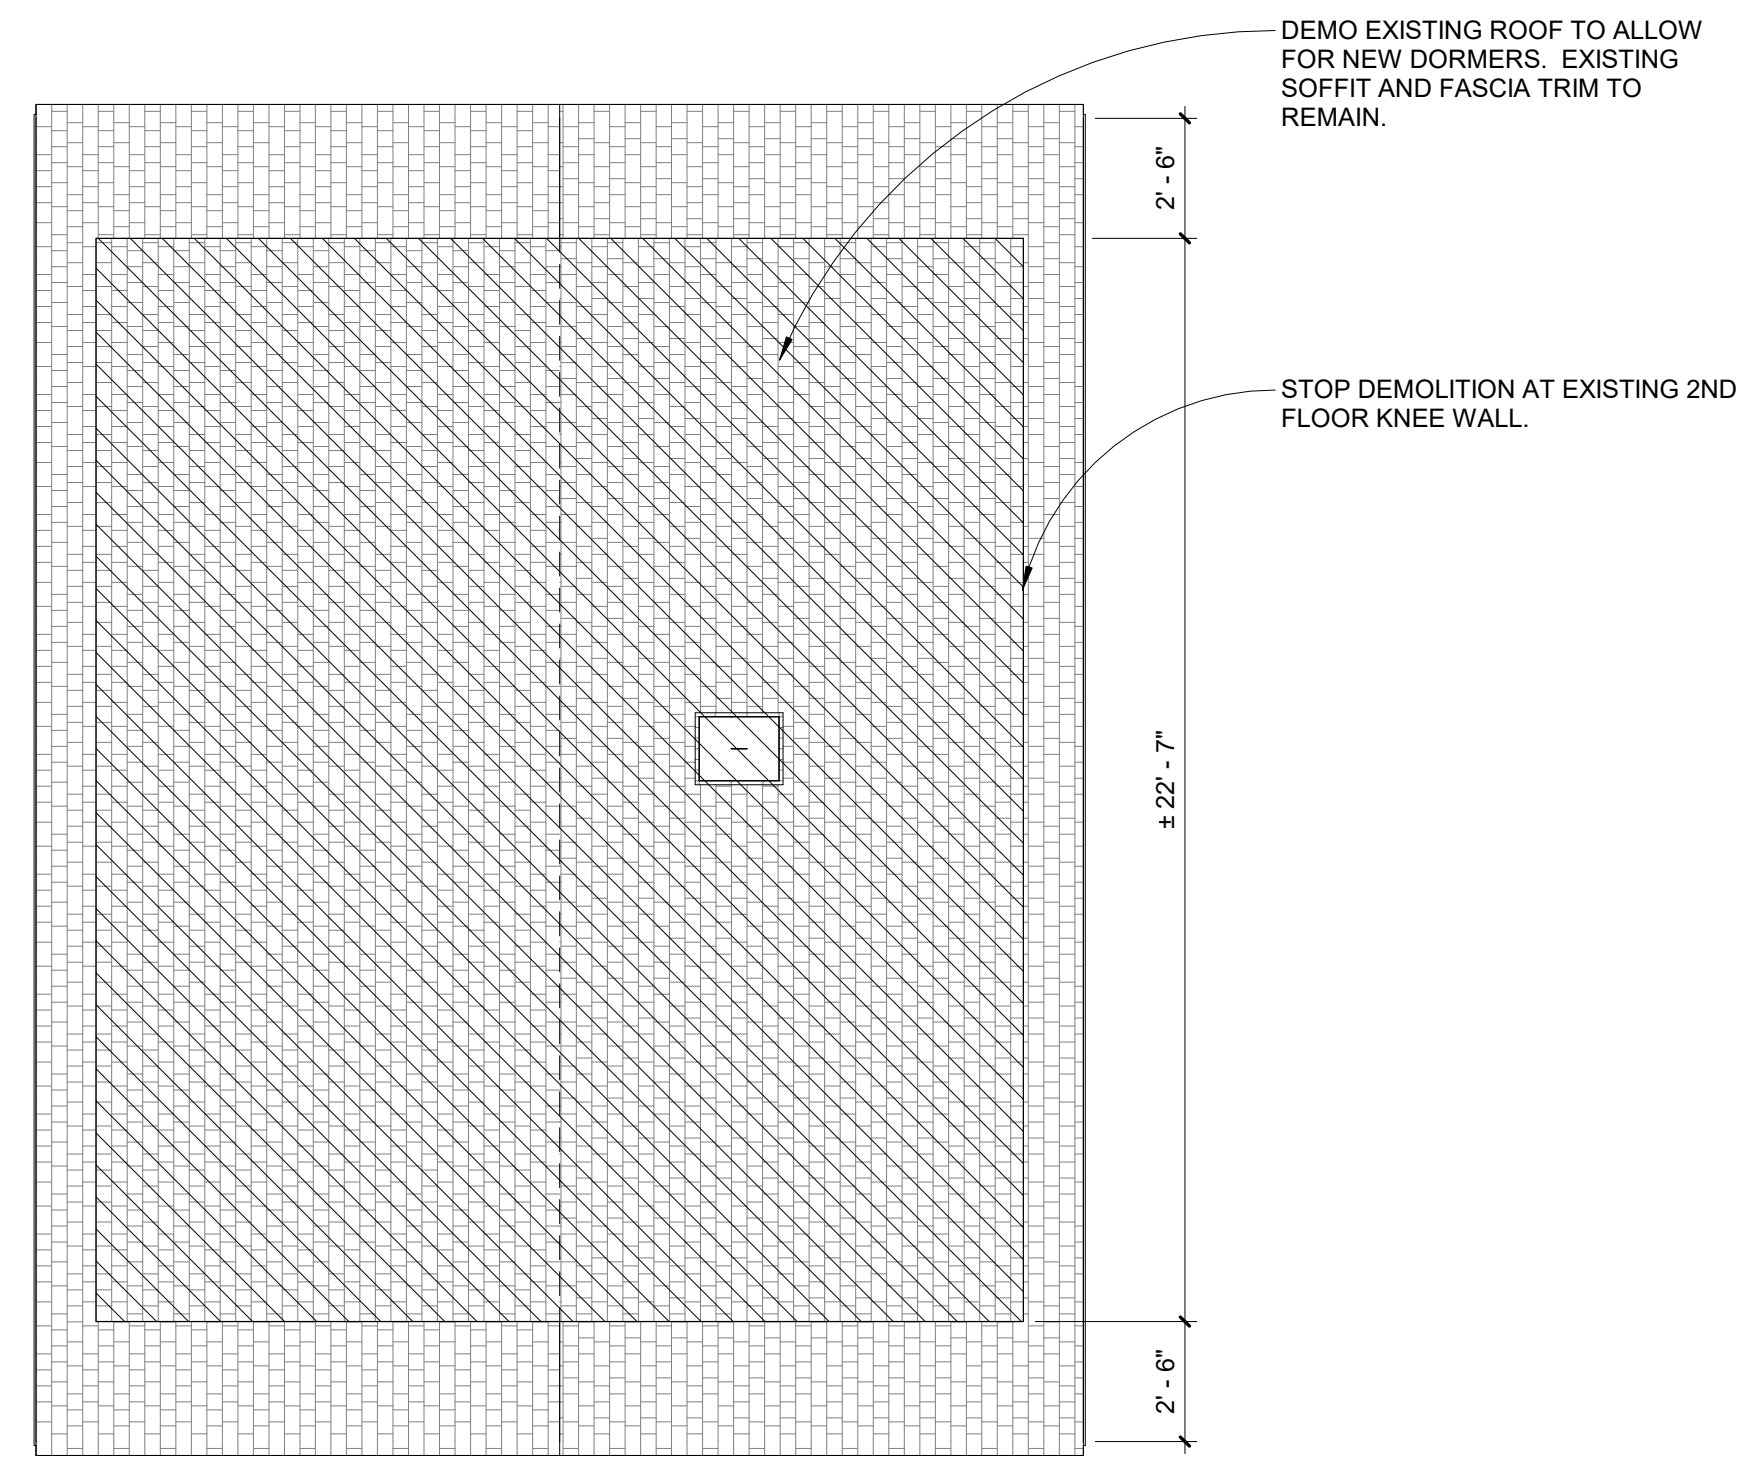 DEMO EXISTING ROOF TO ALLOW
FOR NEW DORMERS.  EXISTING
SOFFIT AND FASCIA TRIM TO
REMAIN.
2' - 6"
STOP DEMOLITION AT EXISTING 2ND
FLOOR KNEE WALL.
± 22' - 7"
2' - 6"